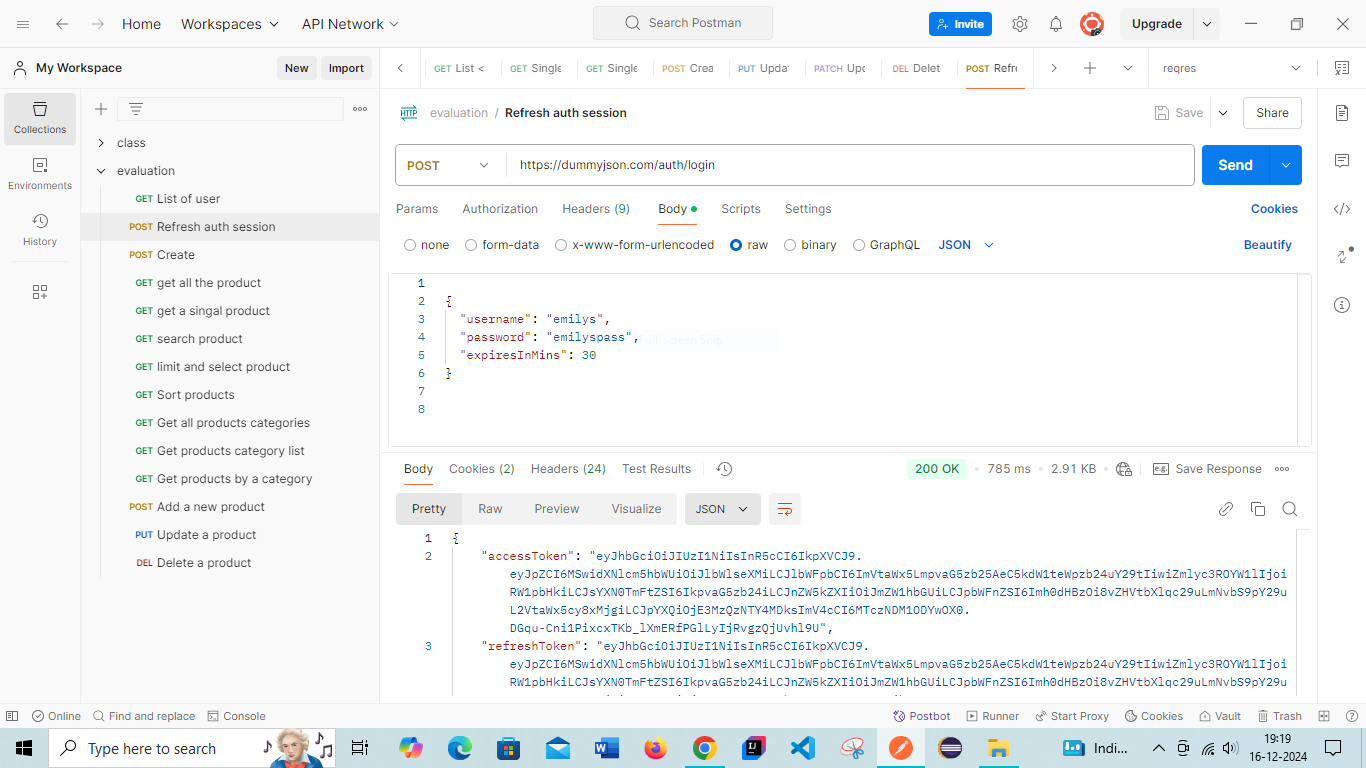 Home Workspaces API Network Search Postman Invite Upgrade
My Workspace New Import GET List < GET Single GET Single POST Crea PUT Updat PATCH Upd DEL Delet POST Refre reqres
Collections
Environments
History
class
evaluation
GET List of user
POST Refresh auth session
POST Create
GET get all the product
GET get a singal product
GET search product
GET limit and select product
GET Sort products
GET Get all products categories
GET Get products category list
GET Get products by a category
POST Add a new product
PUT Update a product
DEL Delete a product
HTTP evaluation / Refresh auth session Save Share
POST https://dummyjson.com/auth/login Send
Params Authorization Headers (9) Body Scripts Settings Cookies
none form-data x-www-form-urlencoded raw binary GraphQL JSON Beautify
1
2 {
3 "username": "emilys",
4 "password": "emilyspass",
5 "expiresInMins": 30
6 }
7
8
Body Cookies (2) Headers (24) Test Results 200 OK 785 ms 2.91 KB e.g. Save Response
Pretty Raw Preview Visualize JSON
1 {
2 "accessToken": "eyJhbGciOiJIUzI1NiIsInR5cCI6IkpXVCJ9.
eyJpZCI6MSwidXNlcm5hbWUiOiJlbWlseXMiLCJlbWFpbCI6ImVtaWx5LmpvaG5zb25AeC5kdW1teWpzb24uY29tIiwiZmlyc3ROYW1lIjoi
RW1pbHkiLCJsYXN0TmFtZSI6IkpvaG5zb24iLCJnZW5kZXIiOiJmZW1hbGUiLCJpbWFnZSI6Imh0dHBzOi8vZHVtbXlqc29uLmNvbS9pY29u
L2VtaWx5cy8xMjgiLCJpYXQiOjE3MzQzNTY4MDksImV4cCI6MTczNDM1ODYwOX0.
DGqu-Cni1PixcxTKb_lXmERfPGlLyIjRvgzQjUvhl9U",
3 "refreshToken": "eyJhbGciOiJIUzI1NiIsInR5cCI6IkpXVCJ9.
eyJpZCI6MSwidXNlcm5hbWUiOiJlbWlseXMiLCJlbWFpbCI6ImVtaWx5LmpvaG5zb25AeC5kdW1teWpzb24uY29tIiwiZmlyc3ROYW1lIjoi
RW1pbHkiLCJsYXN0TmFtZSI6IkpvaG5zb24iLCJnZW5kZXIiOiJmZW1hbGUiLCJpbWFnZSI6Imh0dHBzOi8vZHVtbXlqc29uLmNvbS9pY29u
Online Find and replace Console Postbot Runner Start Proxy Cookies Vault Trash
Type here to search Indi... 19:19
16-12-2024